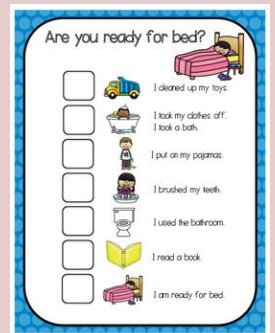 Are you ready for bed?
I cleaned up my toys.
I took my clothes off.
I took a bath.
I put on my pajamas.
I brushed my teeth.
I used the bathroom.
I read a book.
I am ready for bed.